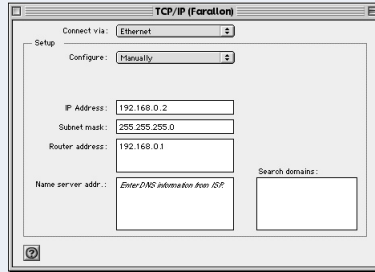 TCP/IP (Farallon)
Connect via: Ethernet
Setup
Configure: Manually
IP Address: 192.168.0.2
Subnet mask: 255.255.255.0
Router address: 192.168.0.1
Search domains:
Name server addr.: Enter DNS information from ISP.
?